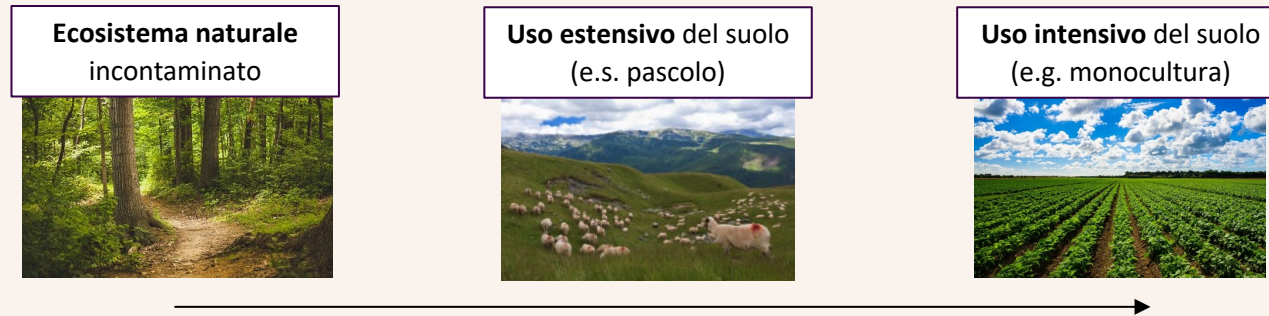 Ecosistema naturale
incontaminato
Uso estensivo del suolo
(e.s. pascolo)
Uso intensivo del suolo
(e.g. monocultura)